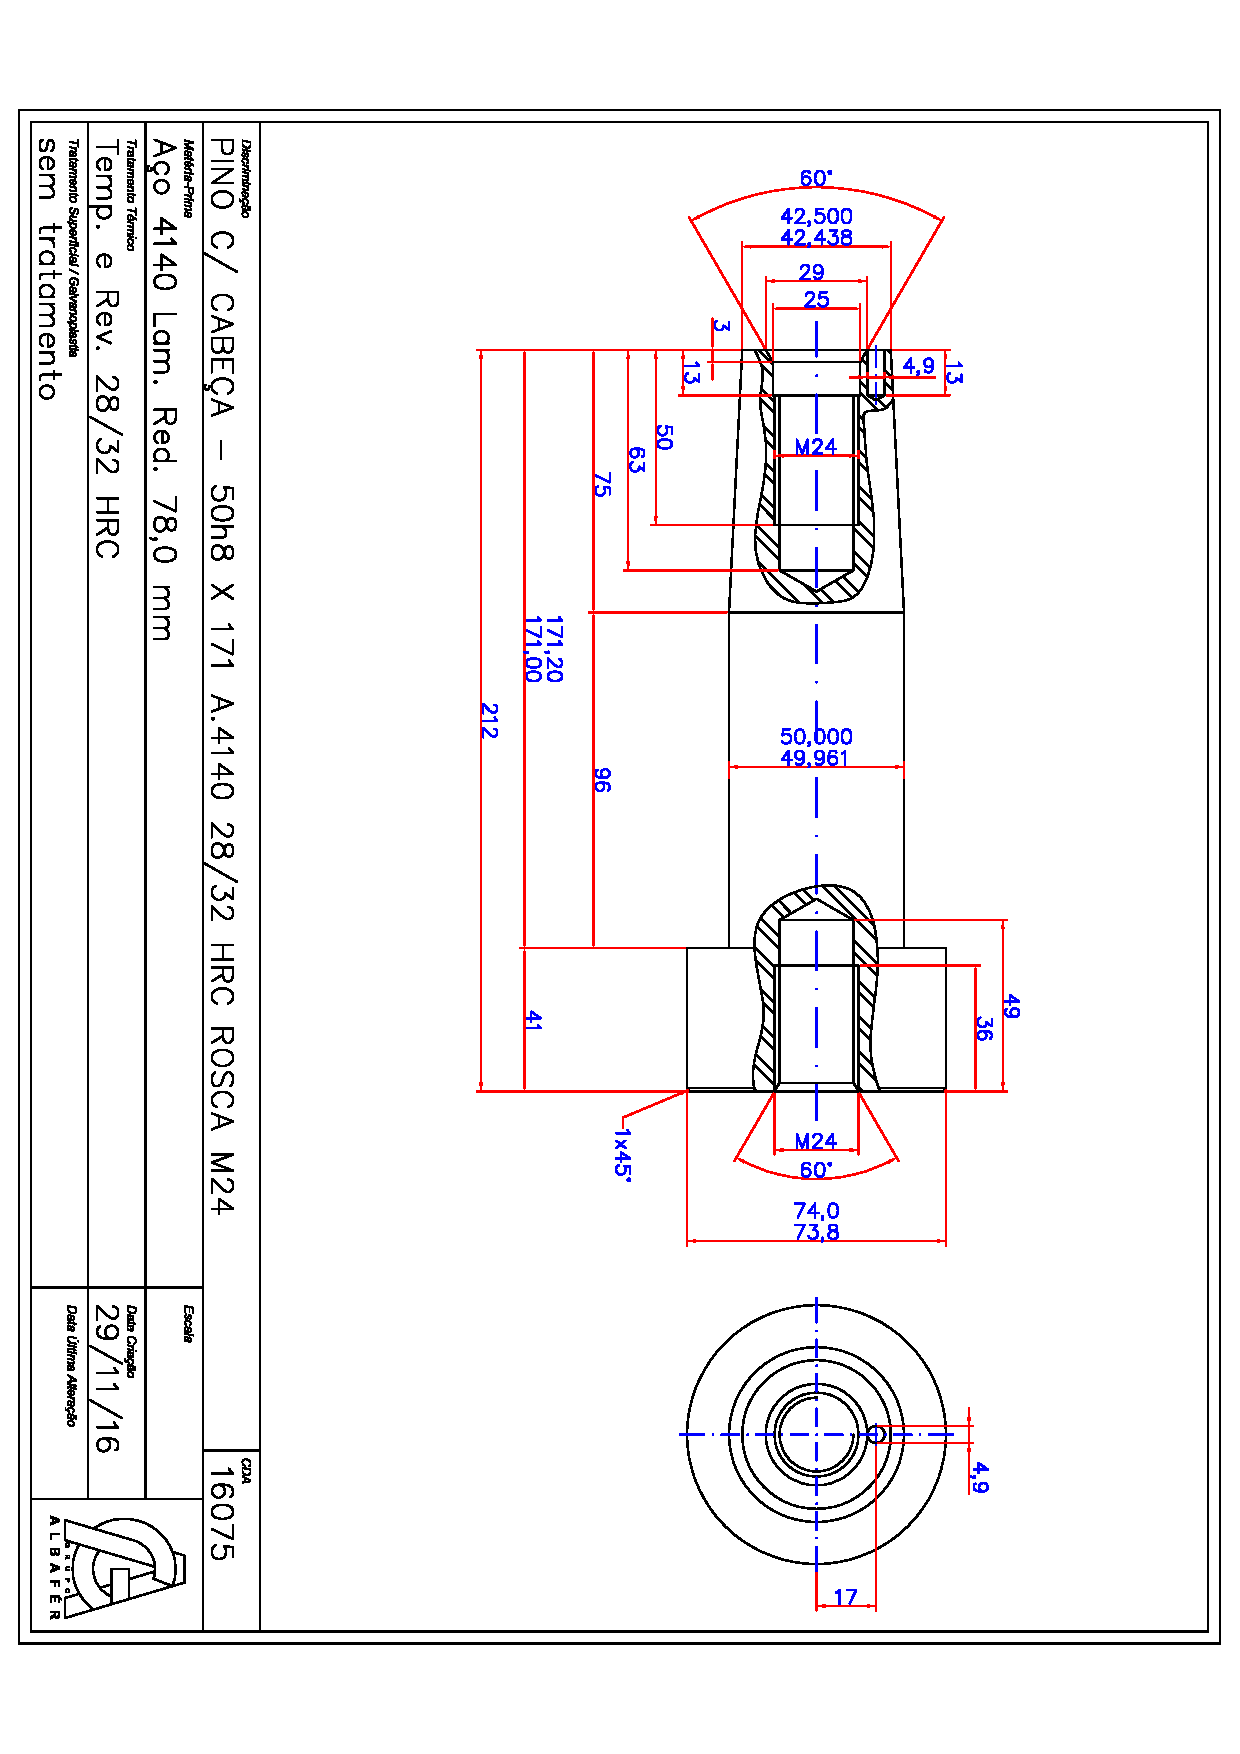 60°
42,500
42,438
29
25
3
13
4,9
13
50
63
75
M24
171,20
171,00
212
50,000
49,961
96
41
49
36
1x45°
M24
60°
74,0
73,8
4,9
17
Discriminação
PINO C/ CABEÇA – 50h8 X 171 A.4140 28/32 HRC ROSCA M24
CDA
16075
Matéria-Prima
Aço 4140 Lam. Red. 78,0 mm
Escala
Tratamento Térmico
Temp. e Rev. 28/32 HRC
Data Criação
29/11/16
Tratamento Superficial / Galvanoplastia
sem tratamento
Data Última Alteração
GRUPO
ALBAFÉR